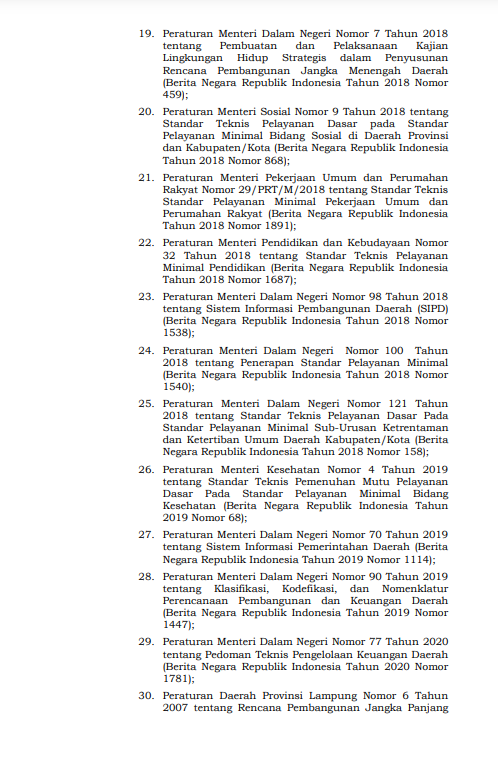 19. Peraturan Menteri Dalam Negeri Nomor 7 Tahun 2018
tentang Pembuatan dan Pelaksanaan Kajian
Lingkungan Hidup Strategis dalam Penyusunan
Rencana Pembangunan Jangka Menengah Daerah
(Berita Negara Republik Indonesia Tahun 2018 Nomor
459);
20. Peraturan Menteri Sosial Nomor 9 Tahun 2018 tentang
Standar Teknis Pelayanan Dasar pada Standar
Pelayanan Minimal Bidang Sosial di Daerah Provinsi
dan Kabupaten/Kota (Berita Negara Republik Indonesia
Tahun 2018 Nomor 868);
21. Peraturan Menteri Pekerjaan Umum dan Perumahan
Rakyat Nomor 29/PRT/M/2018 tentang Standar Teknis
Standar Pelayanan Minimal Pekerjaan Umum dan
Perumahan Rakyat (Berita Negara Republik Indonesia
Tahun 2018 Nomor 1891);
22. Peraturan Menteri Pendidikan dan Kebudayaan Nomor
32 Tahun 2018 tentang Standar Teknis Pelayanan
Minimal Pendidikan (Berita Negara Republik Indonesia
Tahun 2018 Nomor 1687);
23. Peraturan Menteri Dalam Negeri Nomor 98 Tahun 2018
tentang Sistem Informasi Pembangunan Daerah (SIPD)
(Berita Negara Republik Indonesia Tahun 2018 Nomor
1538);
24. Peraturan Menteri Dalam Negeri Nomor 100 Tahun
2018 tentang Penerapan Standar Pelayanan Minimal
(Berita Negara Republik Indonesia Tahun 2018 Nomor
1540);
25. Peraturan Menteri Dalam Negeri Nomor 121 Tahun
2018 tentang Standar Teknis Pelayanan Dasar Pada
Standar Pelayanan Minimal Sub-Urusan Ketrentaman
dan Ketertiban Umum Daerah Kabupaten/Kota (Berita
Negara Republik Indonesia Tahun 2018 Nomor 158);
26. Peraturan Menteri Kesehatan Nomor 4 Tahun 2019
tentang Standar Teknis Pemenuhan Mutu Pelayanan
Dasar Pada Standar Pelayanan Minimal Bidang
Kesehatan (Berita Negara Republik Indonesia Tahun
2019 Nomor 68);
27. Peraturan Menteri Dalam Negeri Nomor 70 Tahun 2019
tentang Sistem Informasi Pemerintahan Daerah (Berita
Negara Republik Indonesia Tahun 2019 Nomor 1114);
28. Peraturan Menteri Dalam Negeri Nomor 90 Tahun 2019
tentang Klasifikasi, Kodefikasi, dan Nomenklatur
Perencanaan Pembangunan dan Keuangan Daerah
(Berita Negara Republik Indonesia Tahun 2019 Nomor
1447);
29. Peraturan Menteri Dalam Negeri Nomor 77 Tahun 2020
tentang Pedoman Teknis Pengelolaan Keuangan Daerah
(Berita Negara Republik Indonesia Tahun 2020 Nomor
1781);
30. Peraturan Daerah Provinsi Lampung Nomor 6 Tahun
2007 tentang Rencana Pembangunan Jangka Panjang